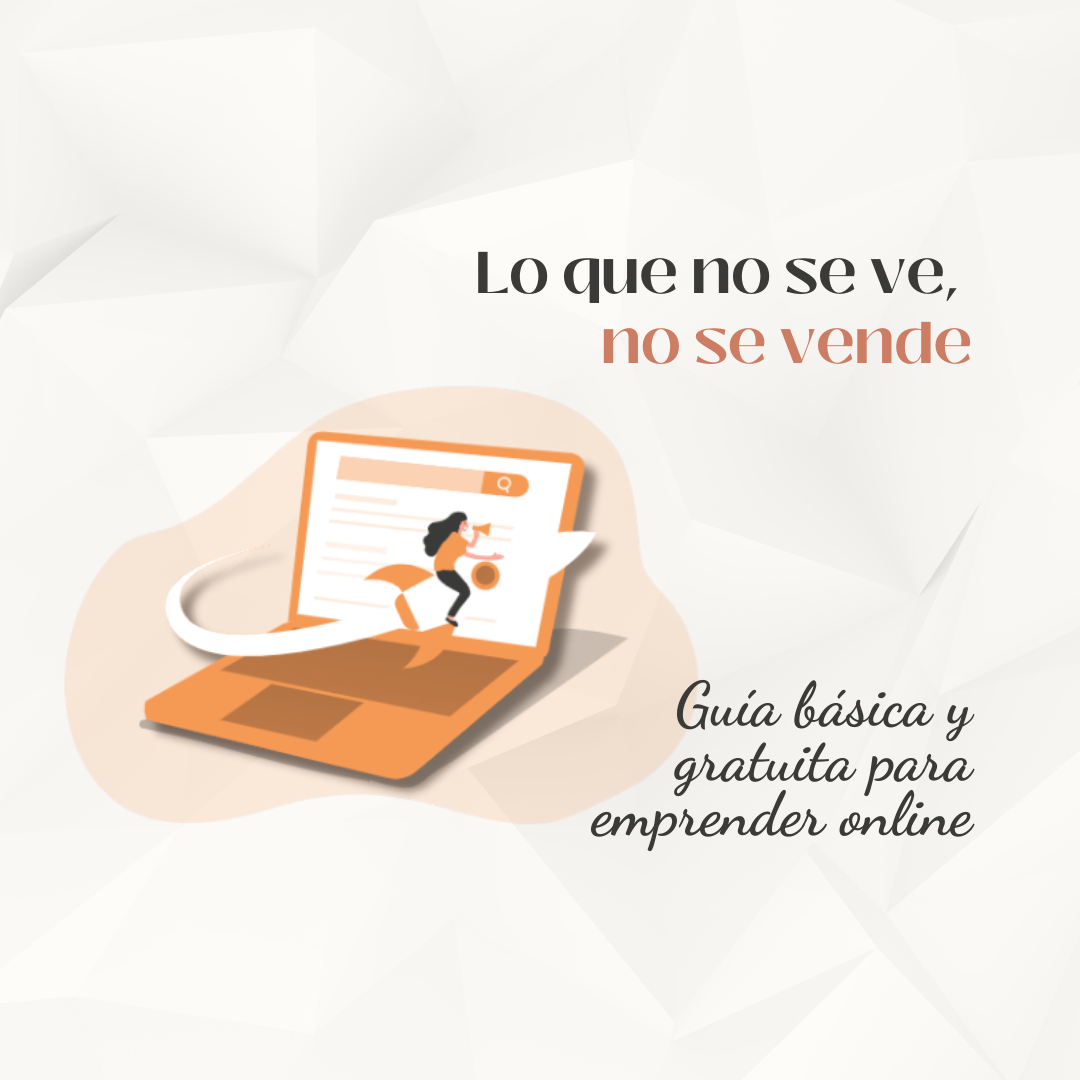 Lo que no se ve,
no se vende
Guía básica y
gratuita para
emprender online